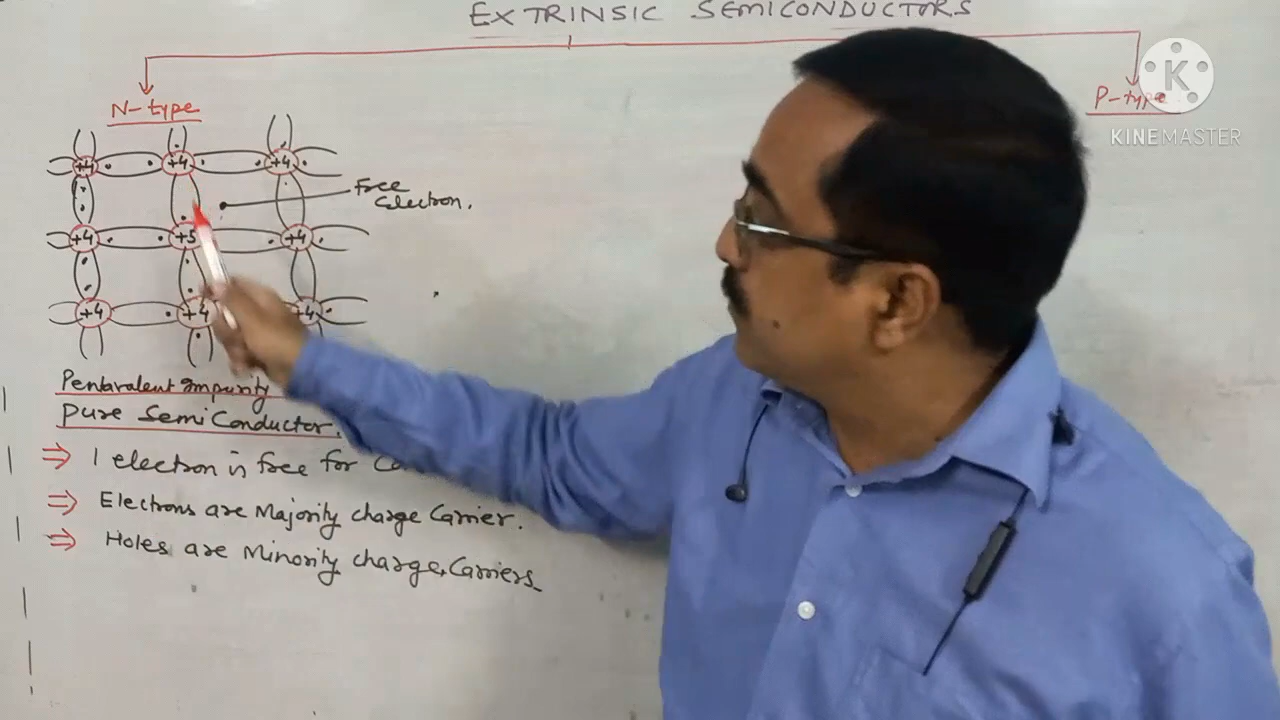 EXTRINSIC SEMICONDUCTORS
N-type
P-type
K
KINEMASTER
+4 +4 +4
Free
electron.
+4 +5 +4
+4 +4 +4
Pentavalent impurity
Pure SemiConductor.
⇒ 1 electron is free for
⇒ Electrons are Majority charge Carrier.
⇒ Holes are Minority charge Carriers